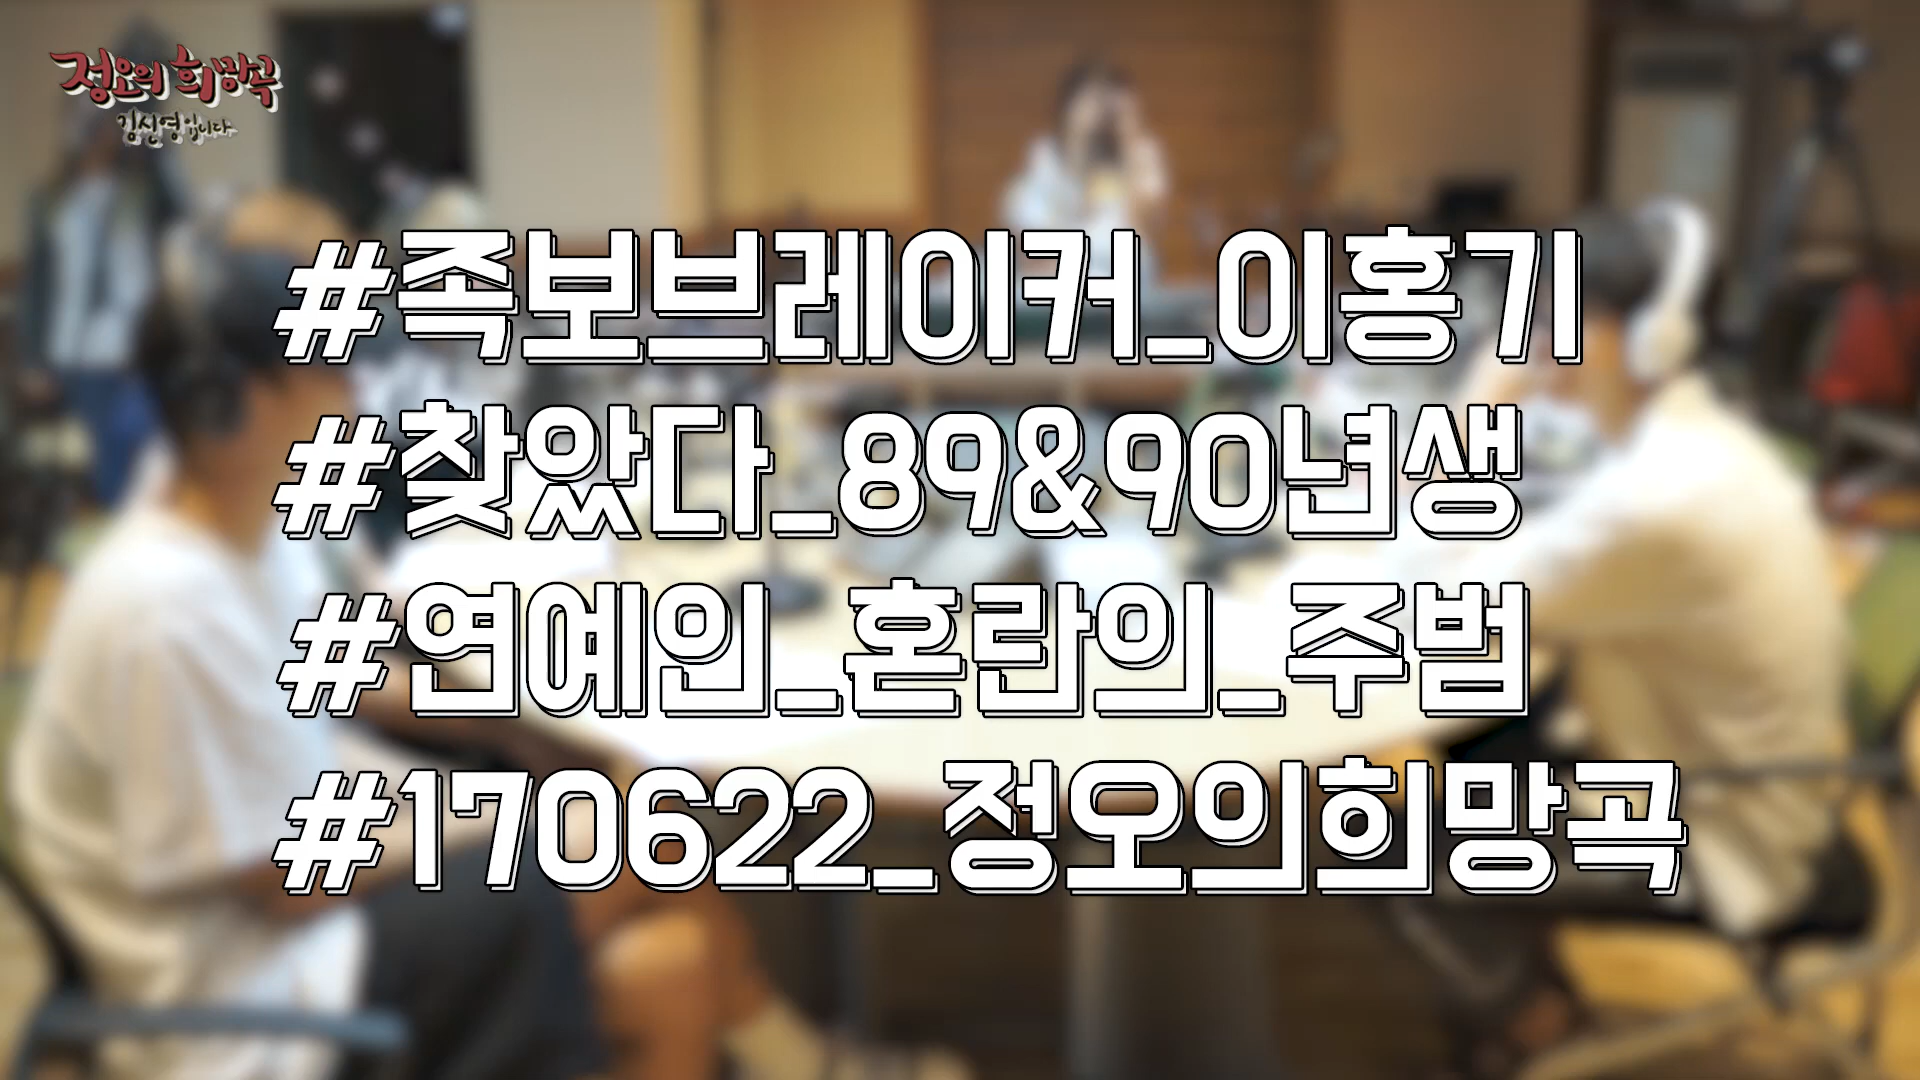 정오의 희망곡
김신영입니다
#족보브레이커_이홍기
#찾았다_89&90년생
#연예인_혼란의_주범
#170622_정오의희망곡